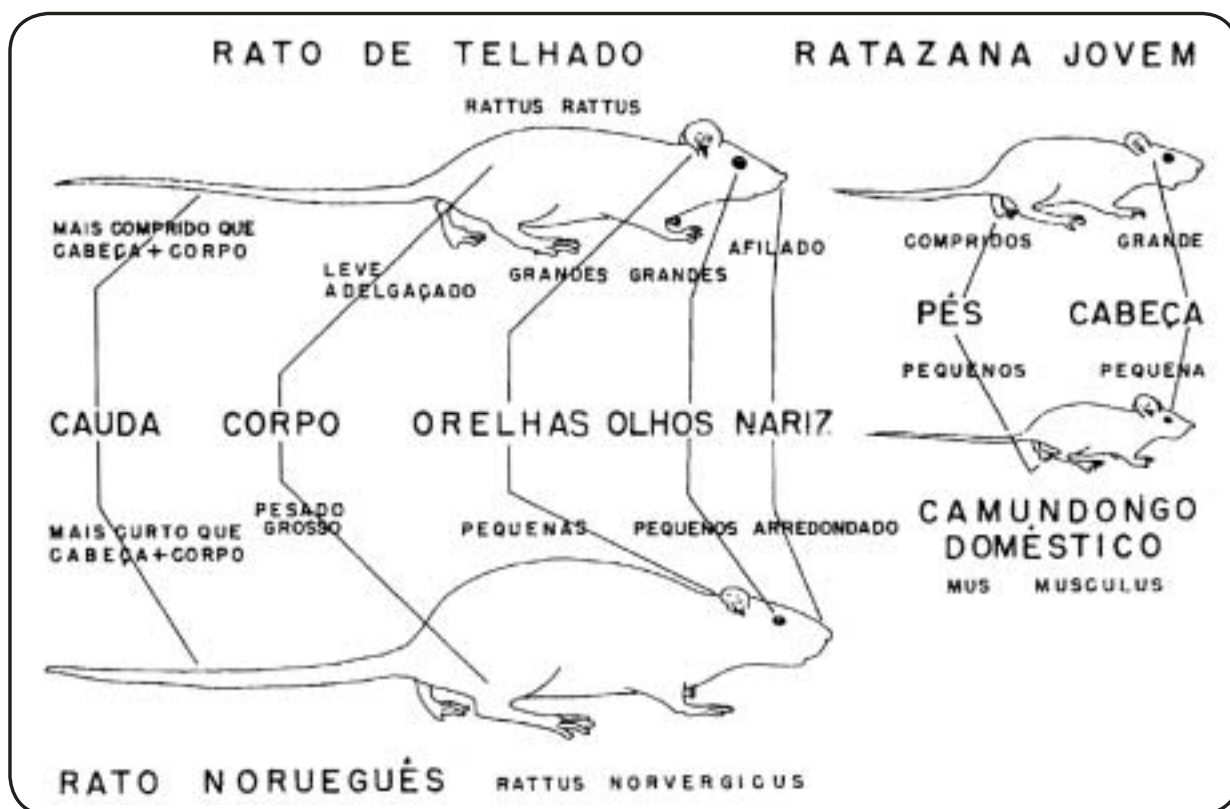 RATO DE TELHADO
RATTUS RATTUS
MAIS COMPRIDO QUE
CABEÇA + CORPO
LEVE
ADELGAÇADO
GRANDES
GRANDES
AFILADO
CAUDA
CORPO
ORELHAS
OLHOS
NARIZ
MAIS CURTO QUE
CABEÇA + CORPO
PESADO
GROSSO
PEQUENAS
PEQUENOS
ARREDONDADO
RATO NORUEGUÊS
RATTUS NORVERGICUS
RATAZANA JOVEM
COMPRIDOS
GRANDE
PÉS
CABEÇA
PEQUENOS
PEQUENA
CAMUNDONGO
DOMÉSTICO
MUS MUSCULUS